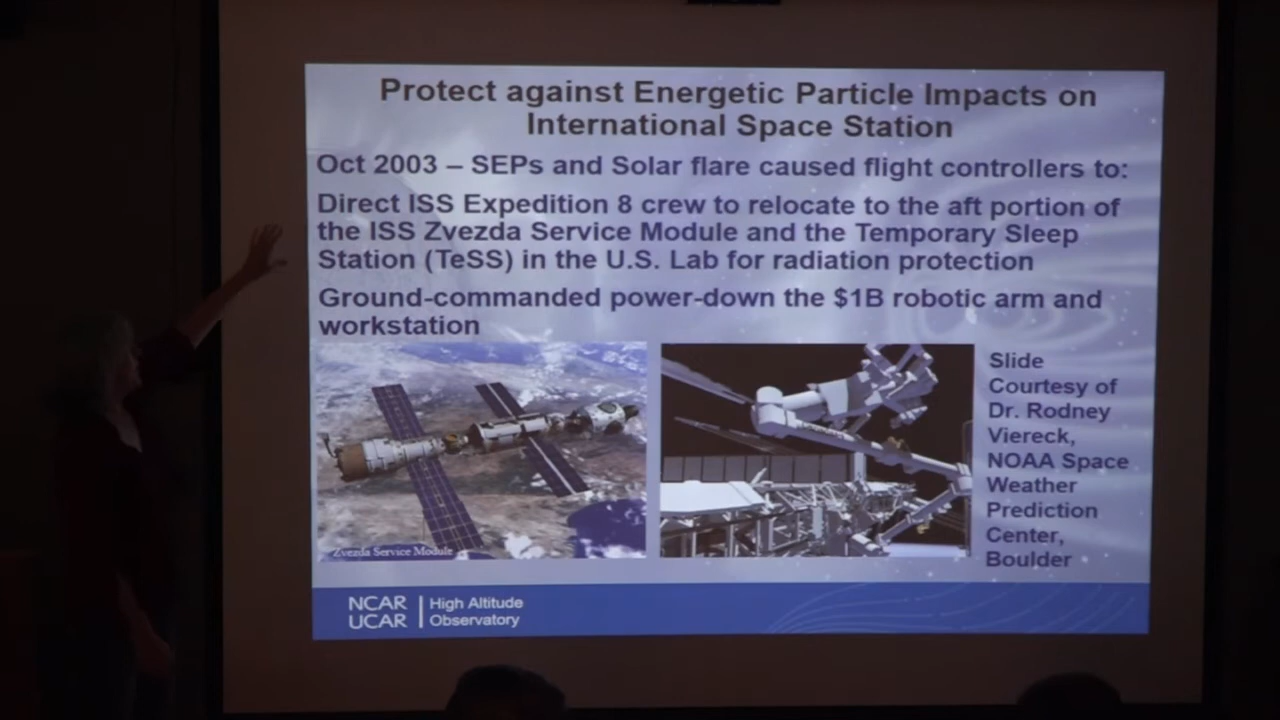 Protect against Energetic Particle Impacts on
International Space Station
Oct 2003 – SEPs and Solar flare caused flight controllers to:
Direct ISS Expedition 8 crew to relocate to the aft portion of
the ISS Zvezda Service Module and the Temporary Sleep
Station (TeSS) in the U.S. Lab for radiation protection
Ground-commanded power-down the $1B robotic arm and
workstation
Zvezda Service Module
Slide
Courtesy of
Dr. Rodney
Viereck,
NOAA Space
Weather
Prediction
Center,
Boulder
NCAR
UCAR
High Altitude
Observatory